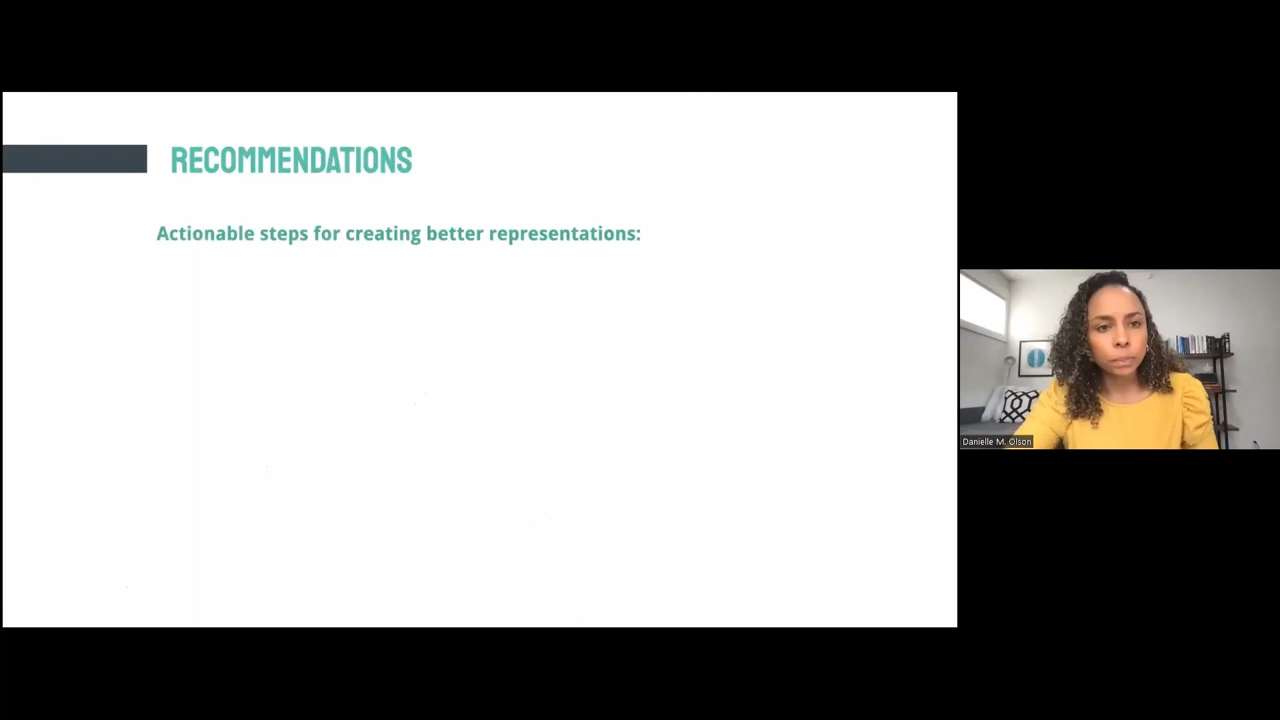 RECOMMENDATIONS
Actionable steps for creating better representations:
Danielle M. Olson